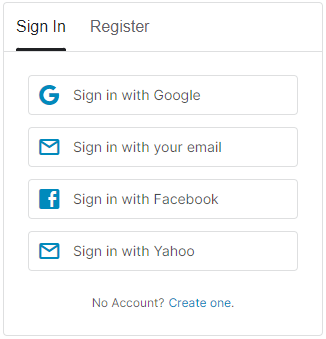 Sign In Register
Sign in with Google
Sign in with your email
Sign in with Facebook
Sign in with Yahoo
No Account? Create one.